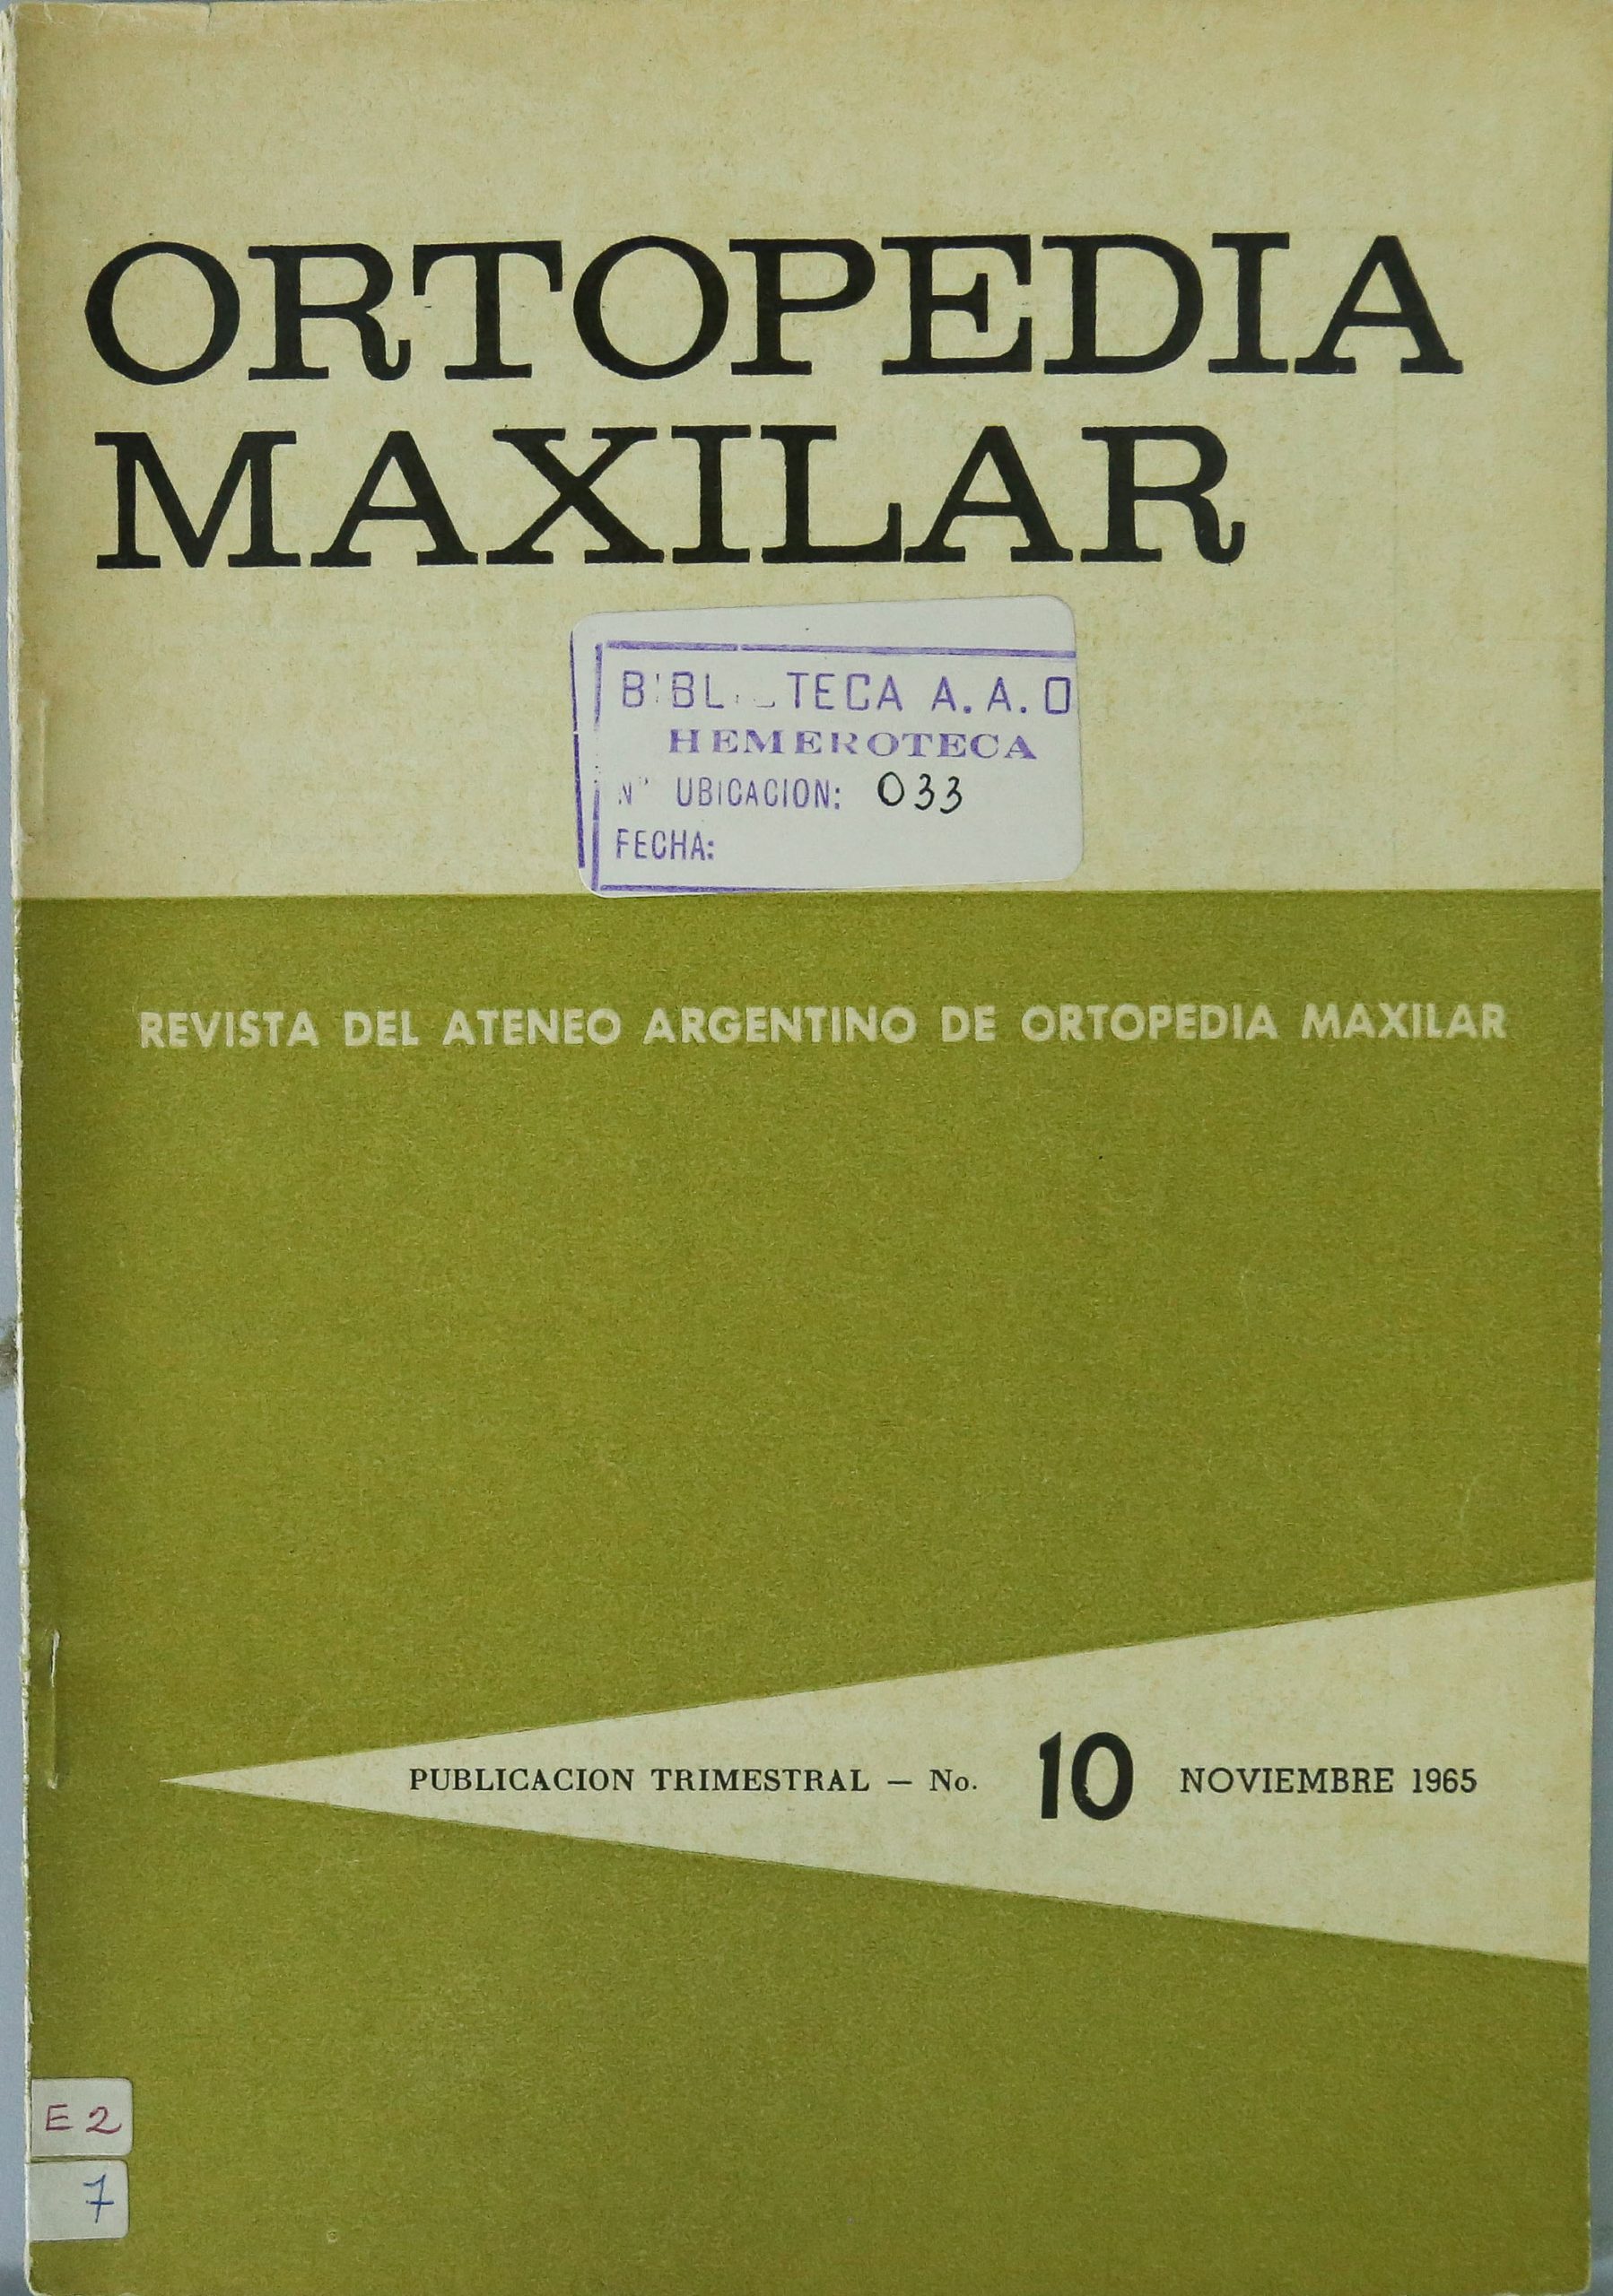 ORTOPEDIA
MAXILAR
TECA A. A. O
HEMEROTECA
UBICACION: 033
FECHA:
REVISTA DEL ATENEO ARGENTINO DE ORTOPEDIA MAXILAR
PUBLICACION TRIMESTRAL — No. 10 NOVIEMBRE 1965
E 2
7